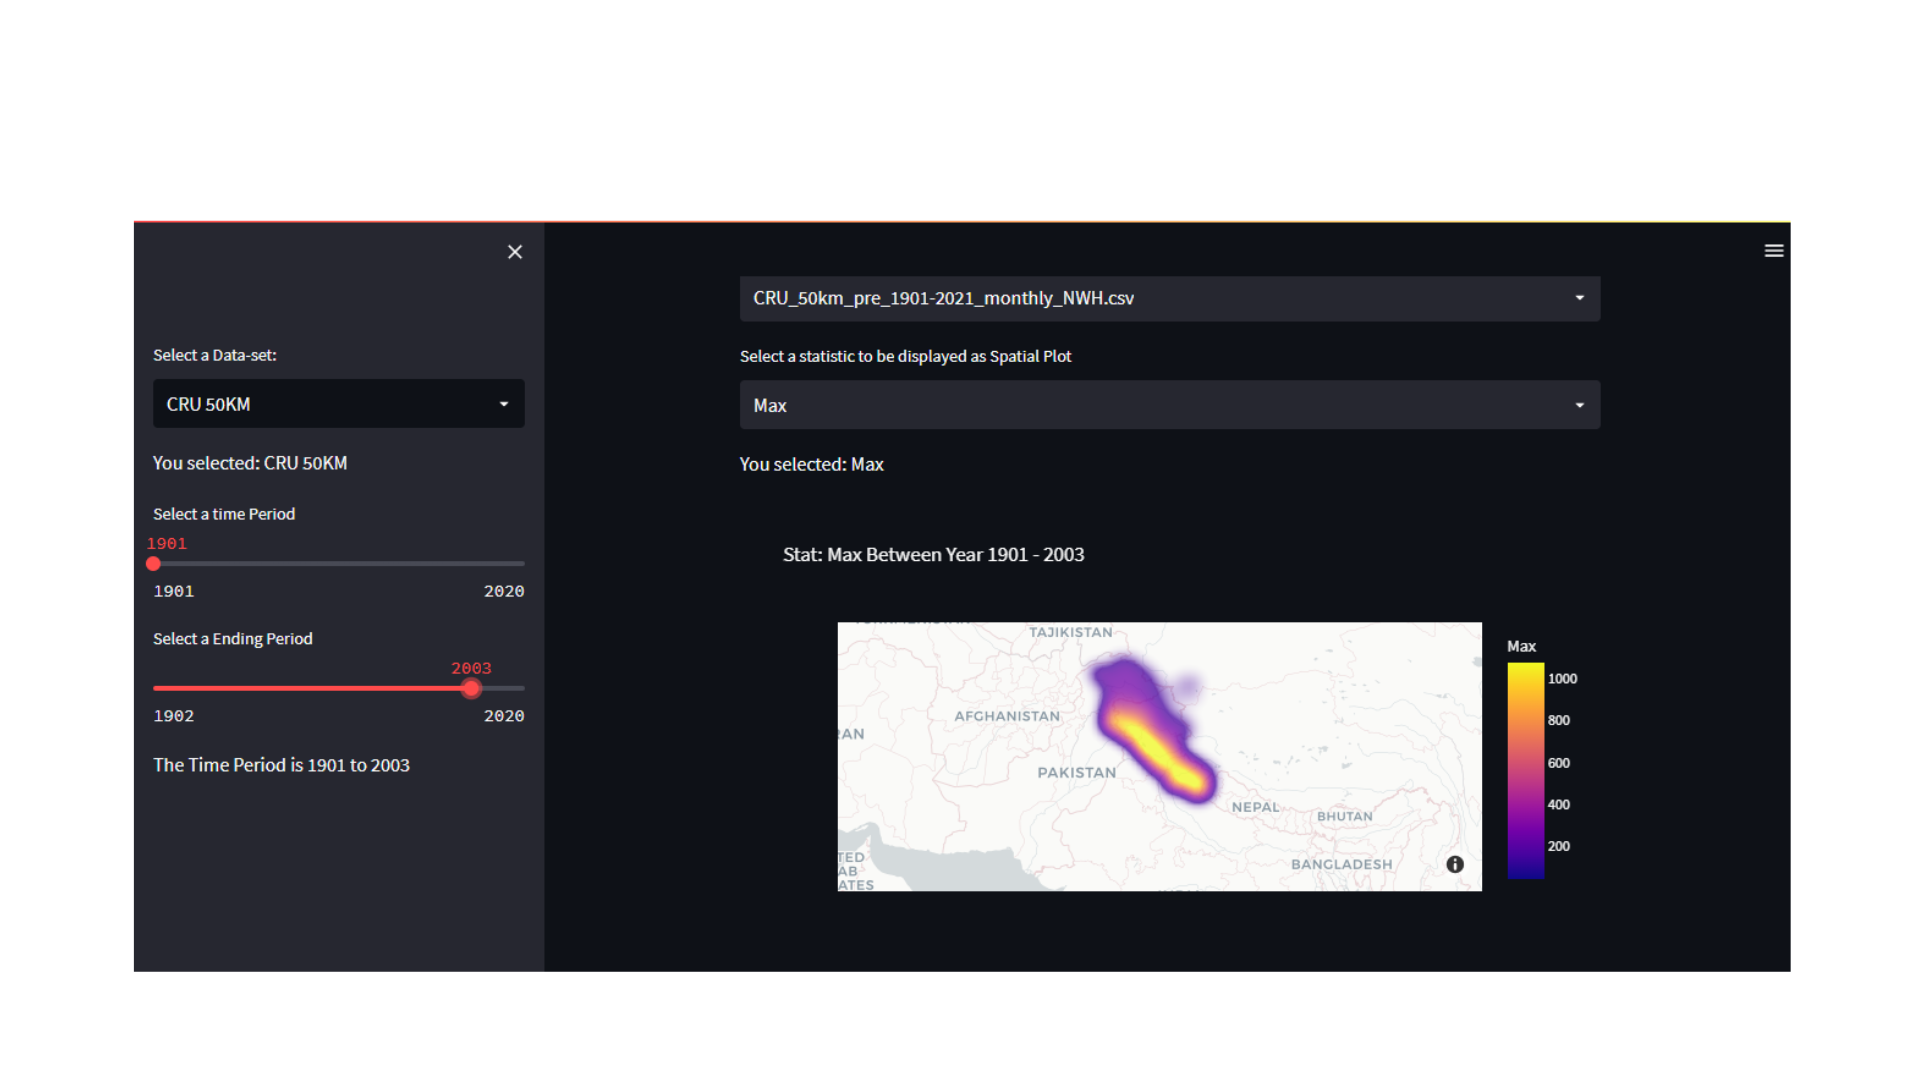 Select a Data-set:
CRU 50KM
You selected: CRU 50KM
Select a time Period
1901
1901 2020
Select a Ending Period
2003
1902 2020
The Time Period is 1901 to 2003
CRU_50km_pre_1901-2021_monthly_NWH.csv
Select a statistic to be displayed as Spatial Plot
Max
You selected: Max
Stat: Max Between Year 1901 - 2003
TAJIKISTAN
AFGHANISTAN
RAN
PAKISTAN
NEPAL
BHUTAN
BANGLADESH
TED
AB
ATES
Max
1000
800
600
400
200